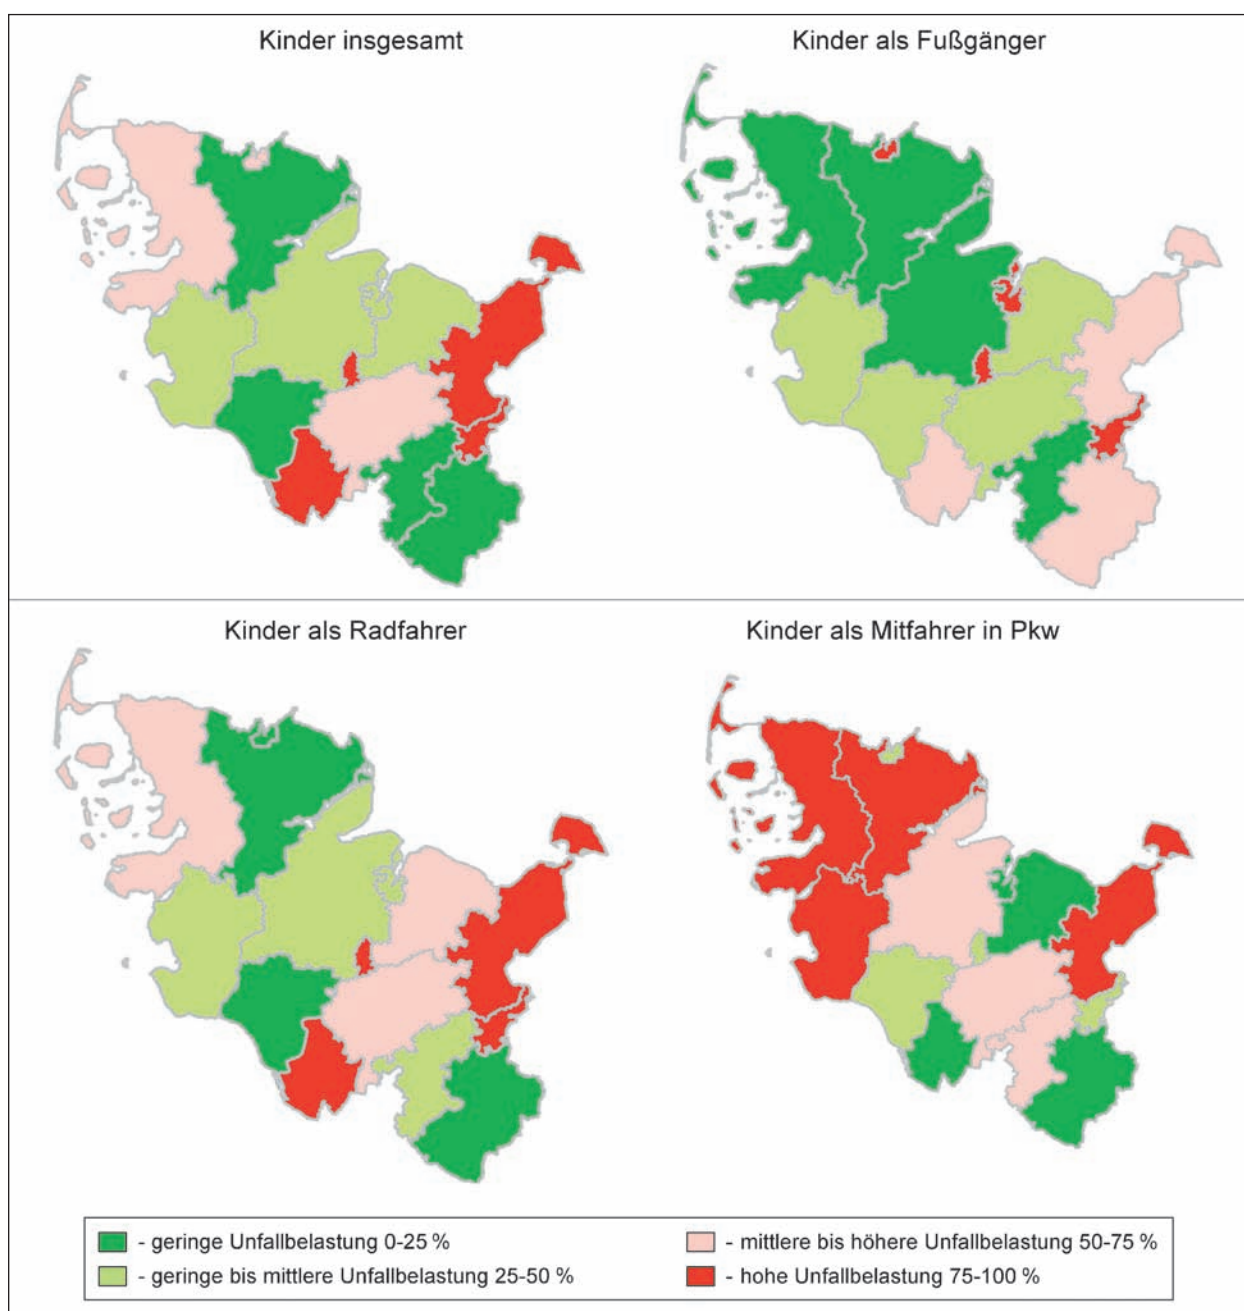 Kinder insgesamt
Kinder als Fußgänger
Kinder als Radfahrer
Kinder als Mitfahrer in Pkw
- geringe Unfallbelastung 0-25 %
- geringe bis mittlere Unfallbelastung 25-50 %
- mittlere bis höhere Unfallbelastung 50-75 %
- hohe Unfallbelastung 75-100 %